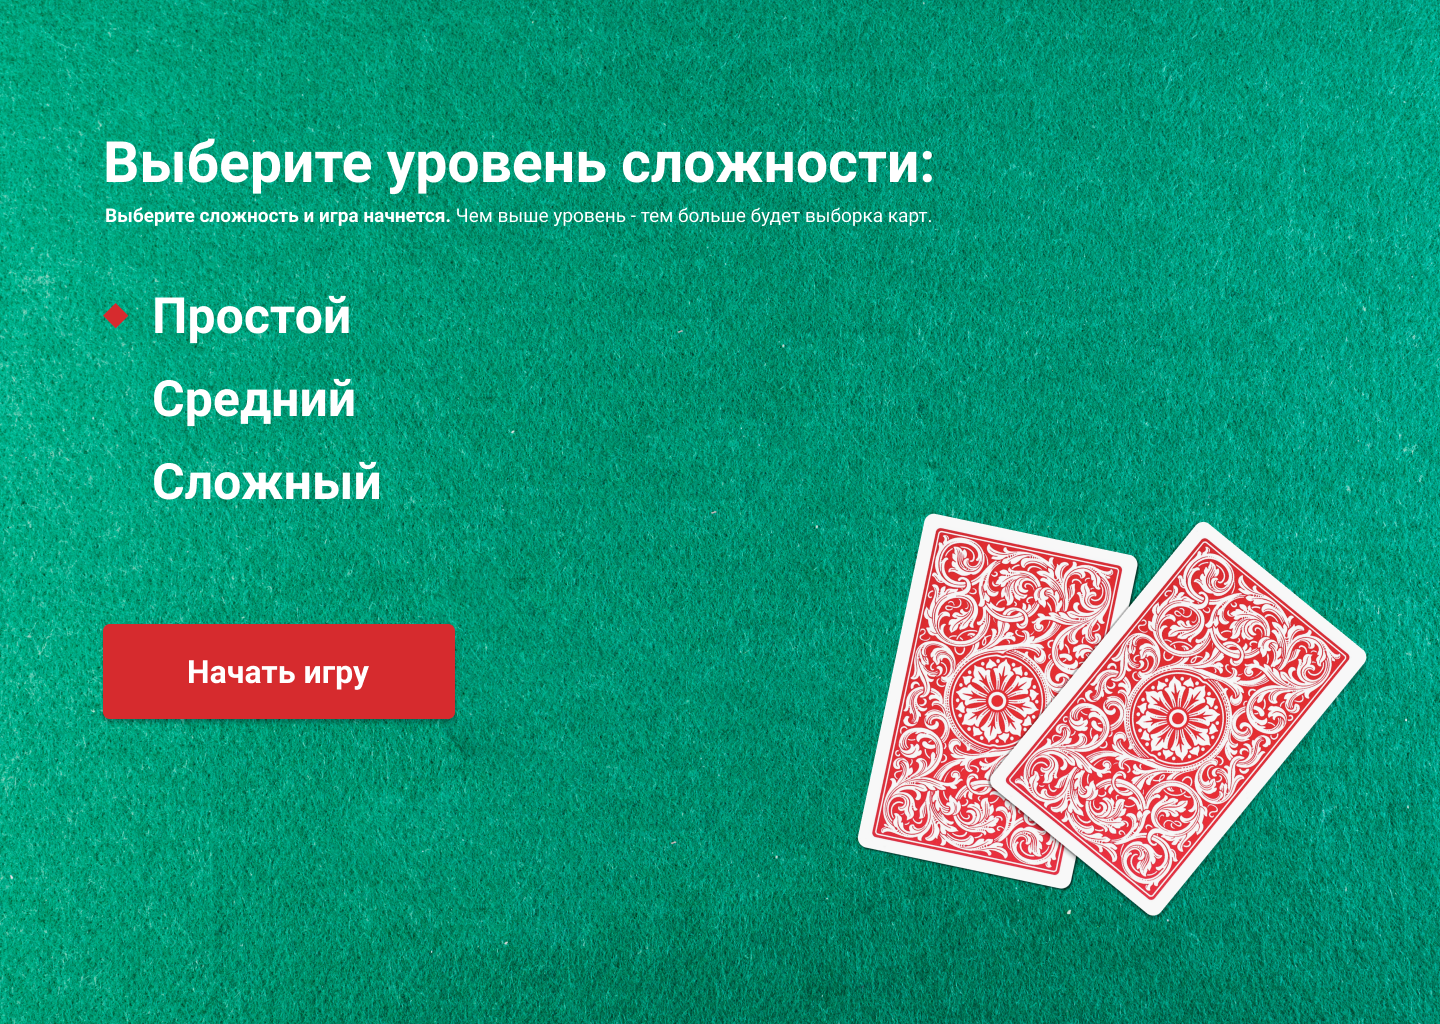 Выберите уровень сложности:
Выберите сложность и игра начнется. Чем выше уровень - тем больше будет выборка карт.
Простой
Средний
Сложный
Начать игру